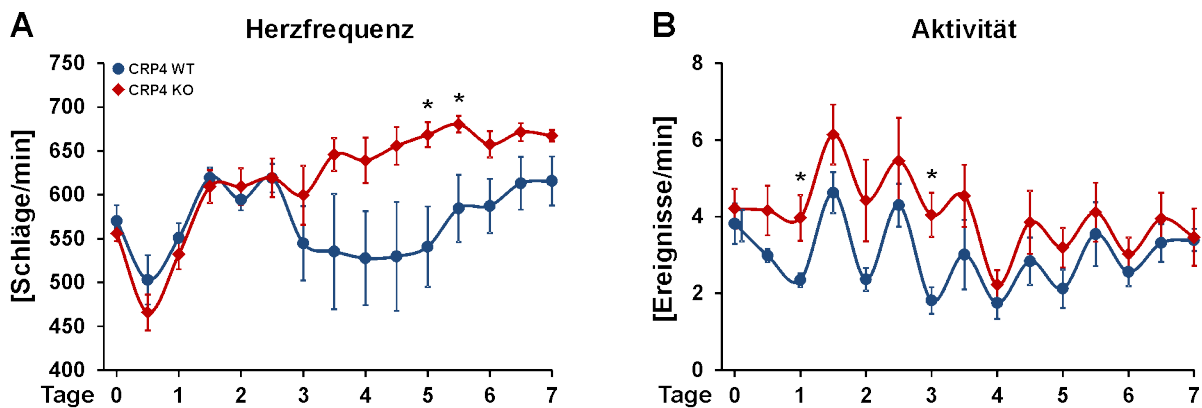 A
Herzfrequenz
[Schläge/min]
750
700
650
600
550
500
450
400
CRP4 WT
CRP4 KO
* *
Tage 0 1 2 3 4 5 6 7
B
Aktivität
[Ereignisse/min]
8
6
4
2
0
* *
Tage 0 1 2 3 4 5 6 7